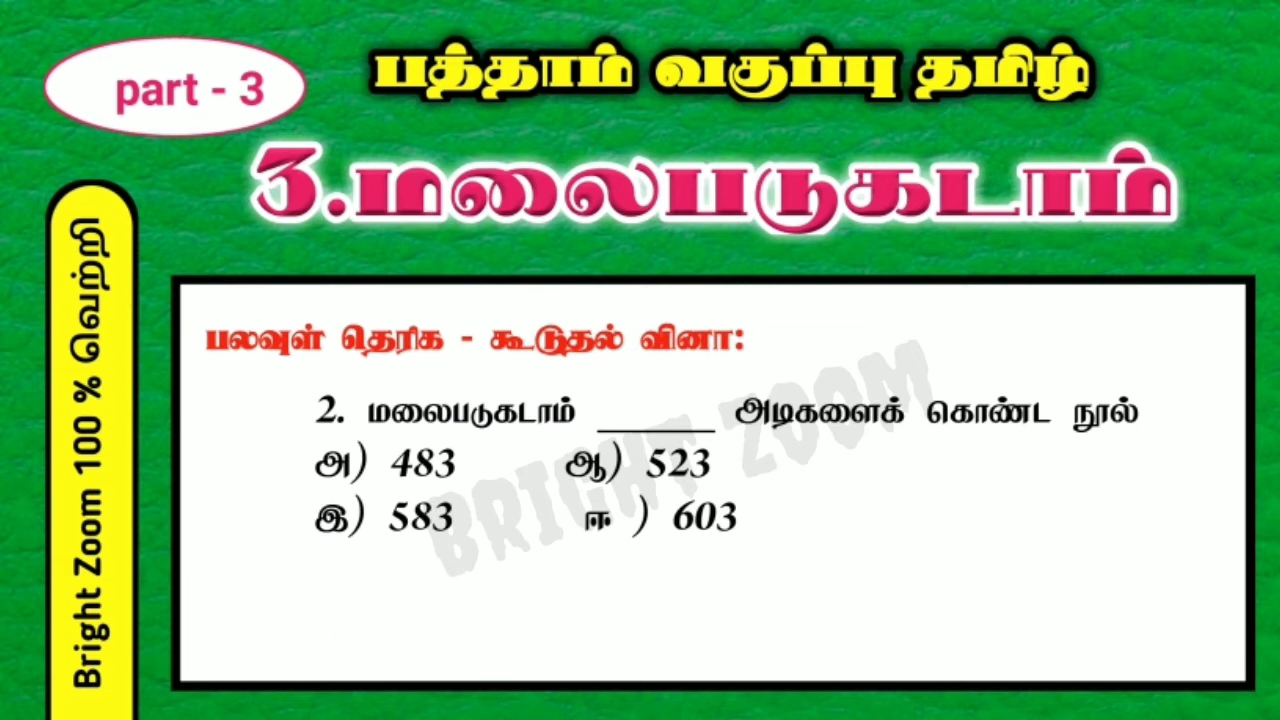 part - 3
பத்தாம் வகுப்பு தமிழ்
3.மலைபடுகடாம்
Bright Zoom 100 % வெற்றி
பலவுள் தெரிக - கூடுதல் வினா:
2. மலைபடுகடாம் ______ அடிகளைக் கொண்ட நூல்
அ) 483 ஆ) 523
இ) 583 ஈ ) 603
BRIGHT ZOOM